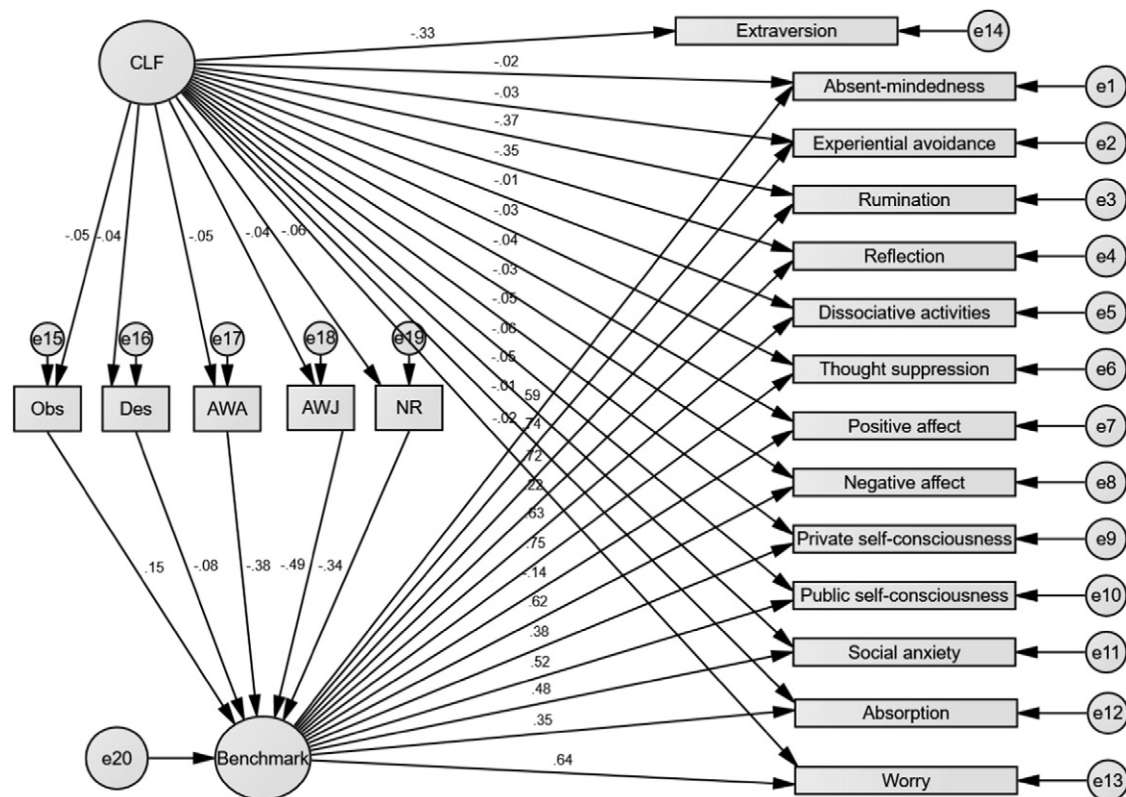 CLF
-.33
Extraversion
e14
-.02
Absent-mindedness
e1
-.03
Experiential avoidance
e2
-.37
Rumination
e3
-.35
Reflection
e4
-.01
Dissociative activities
e5
-.03
Thought suppression
e6
-.04
Positive affect
e7
-.03
Negative affect
e8
-.05
Private self-consciousness
e9
-.06
Public self-consciousness
e10
-.05
Social anxiety
e11
-.01
Absorption
e12
-.02
Worry
e13
-.05
-.04
-.05
-.04
-.06
e15
e16
e17
e18
e19
Obs
Des
AWA
AWJ
NR
.15
-.08
-.38
-.49
-.34
.59
.74
.72
.22
.63
.75
-.14
.62
.38
.52
.48
.35
.64
e20
Benchmark